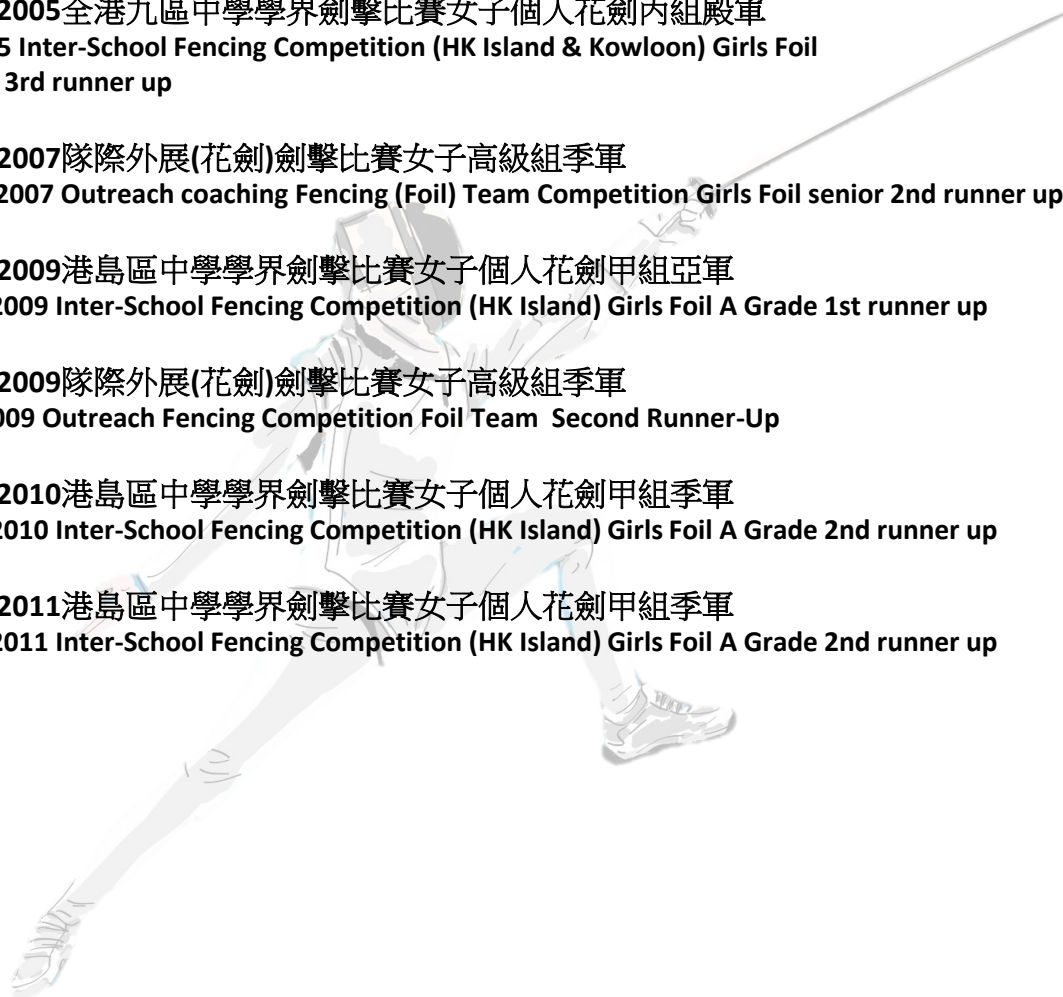 2005全港九區中學學界劍擊比賽女子個人花劍丙組殿軍
5 Inter-School Fencing Competition (HK Island & Kowloon) Girls Foil
3rd runner up
2007隊際外展(花劍)劍擊比賽女子高級組季軍
2007 Outreach coaching Fencing (Foil) Team Competition Girls Foil senior 2nd runner up
2009港島區中學學界劍擊比賽女子個人花劍甲組亞軍
2009 Inter-School Fencing Competition (HK Island) Girls Foil A Grade 1st runner up
2009隊際外展(花劍)劍擊比賽女子高級組季軍
009 Outreach Fencing Competition Foil Team Second Runner-Up
2010港島區中學學界劍擊比賽女子個人花劍甲組季軍
2010 Inter-School Fencing Competition (HK Island) Girls Foil A Grade 2nd runner up
2011港島區中學學界劍擊比賽女子個人花劍甲組季軍
2011 Inter-School Fencing Competition (HK Island) Girls Foil A Grade 2nd runner up